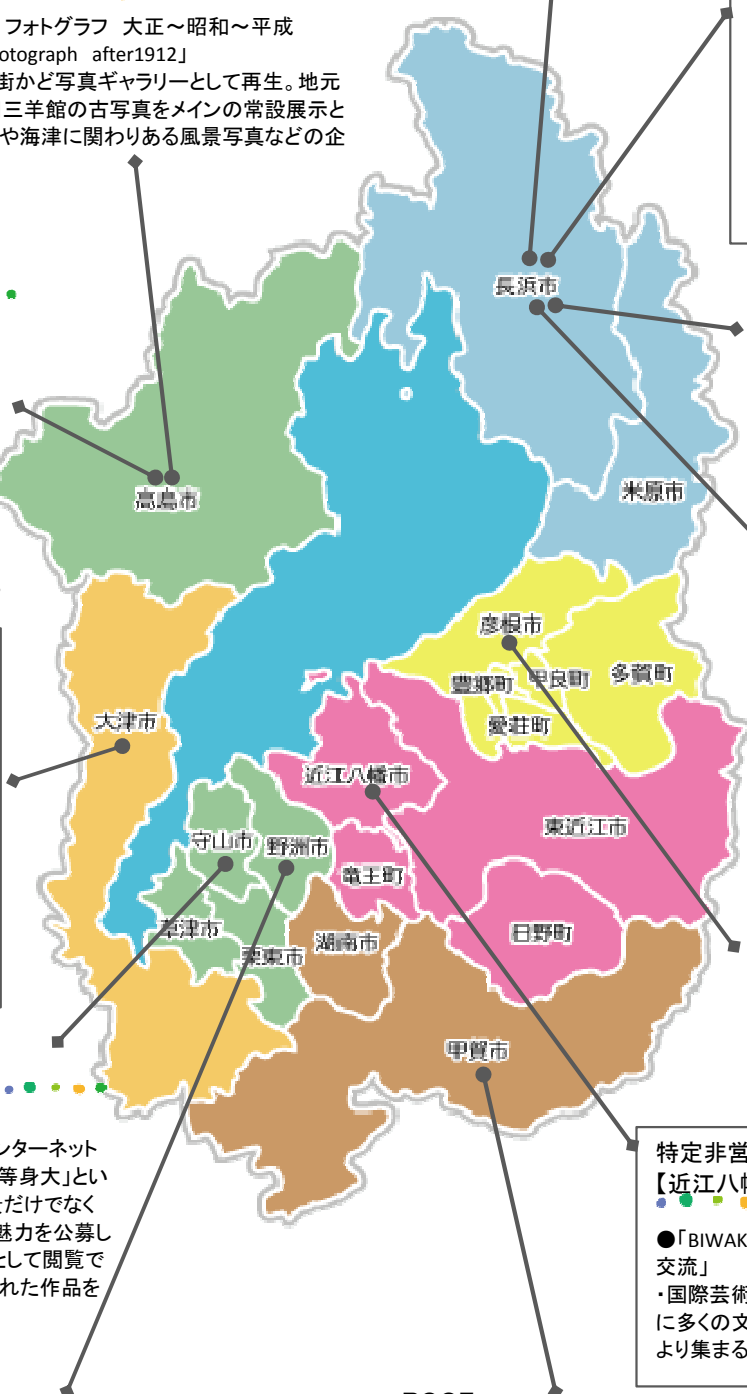 フォトグラフ 大正～昭和～平成
otograph after1912」
街かど写真ギャラリーとして再生。地元
三羊館の古写真をメインの常設展示と
や海津に関わりある風景写真などの企
長浜市
高島市
米原市
彦根市
豊郷町
甲良町
多賀町
愛荘町
大津市
近江八幡市
東近江市
守山市
野洲市
竜王町
草津市
栗東市
湖南市
日野町
甲賀市
ンターネット
等身大」とい
だけでなく
魅力を公募し
として閲覧で
れた作品を
特定非営
【近江八幡
●「BIWAK
交流」
・国際芸術
に多くの文
より集まる